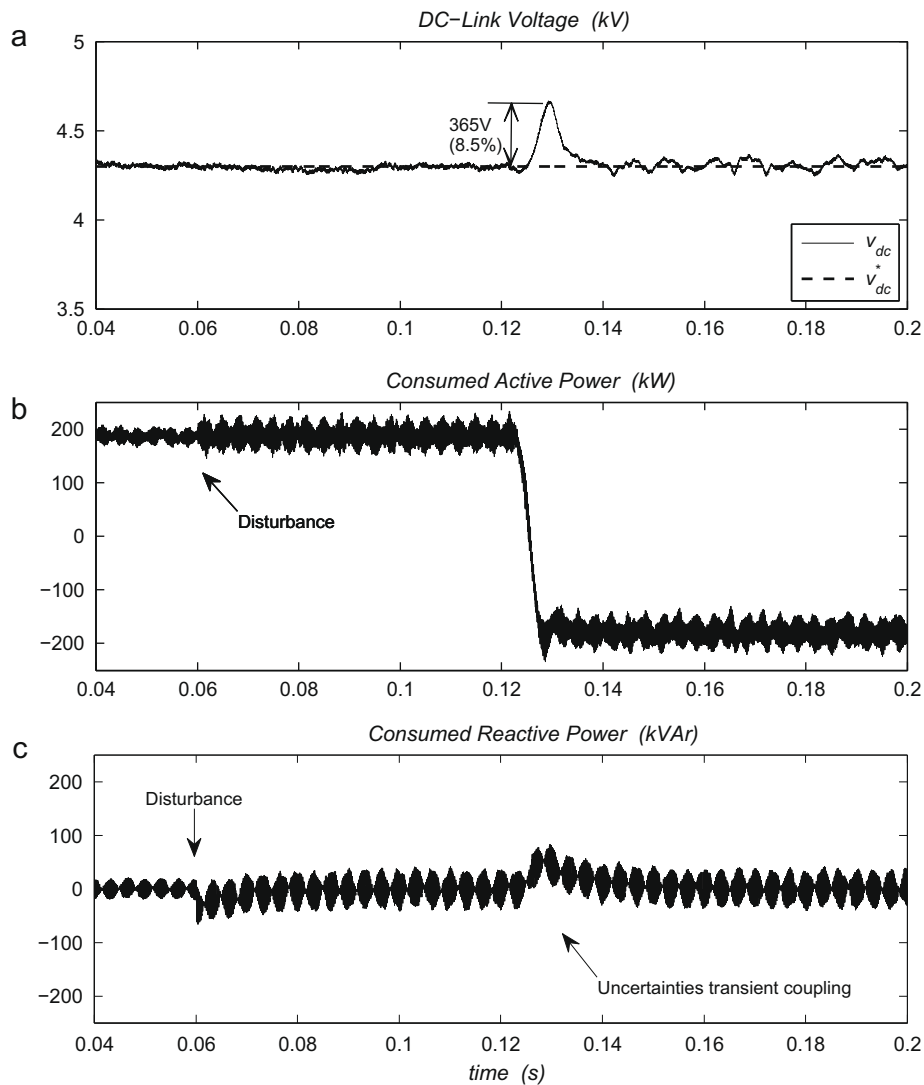 a
DC−Link Voltage (kV)
5
4.5
4
3.5
365V
(8.5%)
v_dc
v*_dc
0.04 0.06 0.08 0.1 0.12 0.14 0.16 0.18 0.2
b
Consumed Active Power (kW)
200
100
0
−100
−200
Disturbance
0.04 0.06 0.08 0.1 0.12 0.14 0.16 0.18 0.2
c
Consumed Reactive Power (kVAr)
200
100
0
−100
−200
Disturbance
Uncertainties transient coupling
0.04 0.06 0.08 0.1 0.12 0.14 0.16 0.18 0.2
time (s)